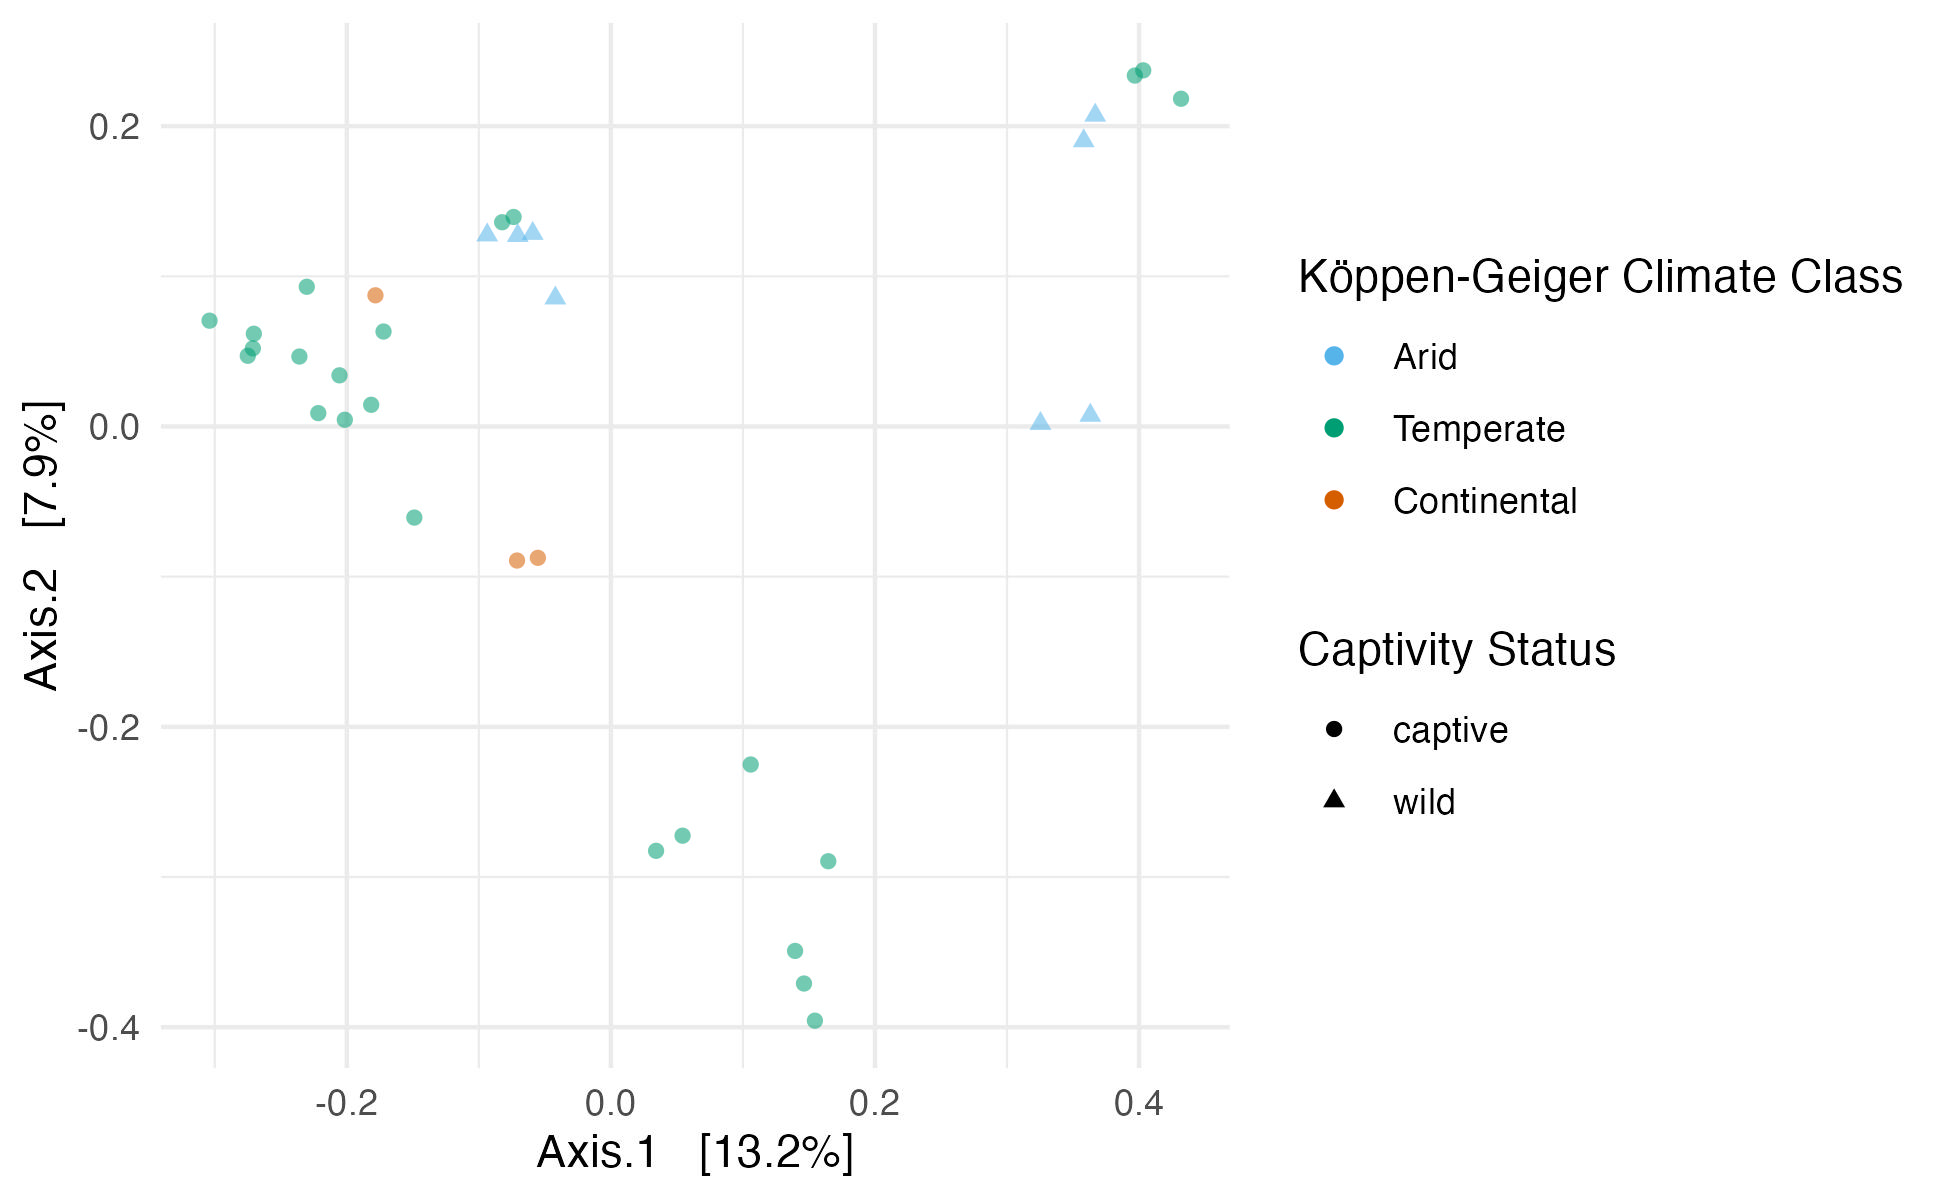 0.2
0.0
-0.2
-0.4
Axis.2 [7.9%]
-0.2 0.0 0.2 0.4
Axis.1 [13.2%]
Köppen-Geiger Climate Class
Arid
Temperate
Continental
Captivity Status
captive
wild